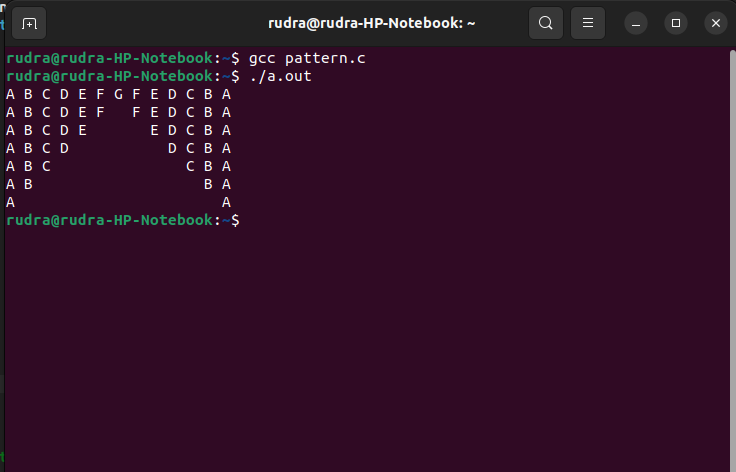 rudra@rudra-HP-Notebook: ~
rudra@rudra-HP-Notebook:~$ gcc pattern.c
rudra@rudra-HP-Notebook:~$ ./a.out
A B C D E F G F E D C B A
A B C D E F   F E D C B A
A B C D E       E D C B A
A B C D           D C B A
A B C               C B A
A B                   B A
A                       A
rudra@rudra-HP-Notebook:~$